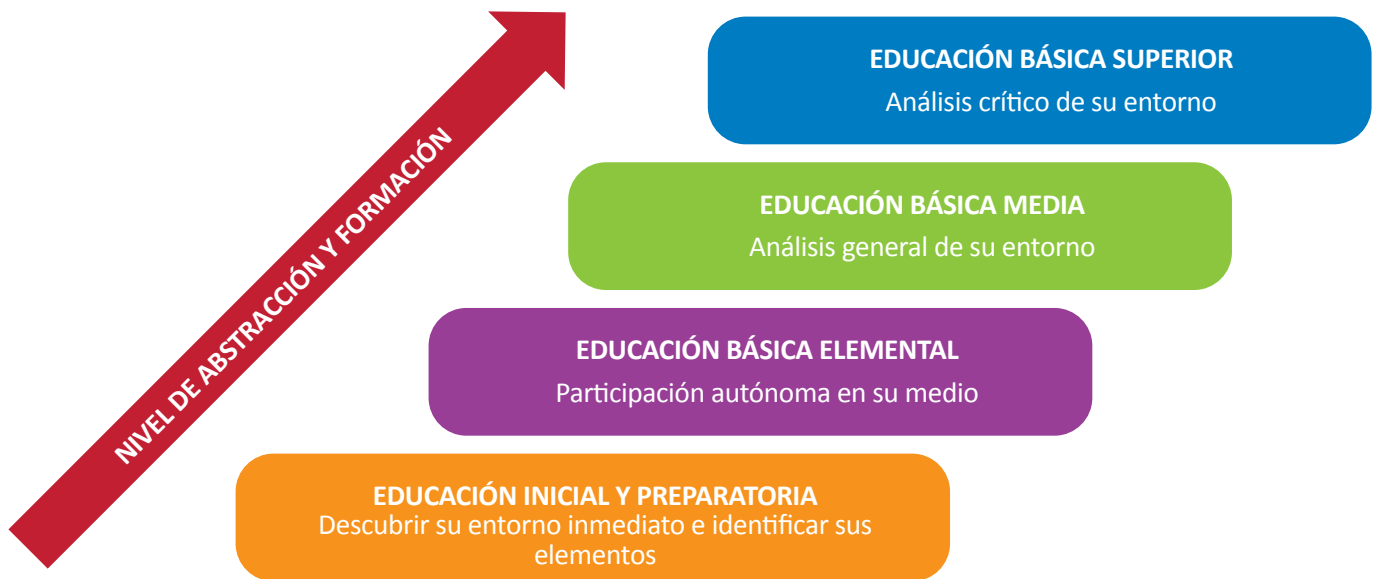 EDUCACIÓN BÁSICA SUPERIOR
Análisis crítico de su entorno
EDUCACIÓN BÁSICA MEDIA
Análisis general de su entorno
EDUCACIÓN BÁSICA ELEMENTAL
Participación autónoma en su medio
EDUCACIÓN INICIAL Y PREPARATORIA
Descubrir su entorno inmediato e identificar sus
elementos
NIVEL DE ABSTRACCIÓN Y FORMACIÓN